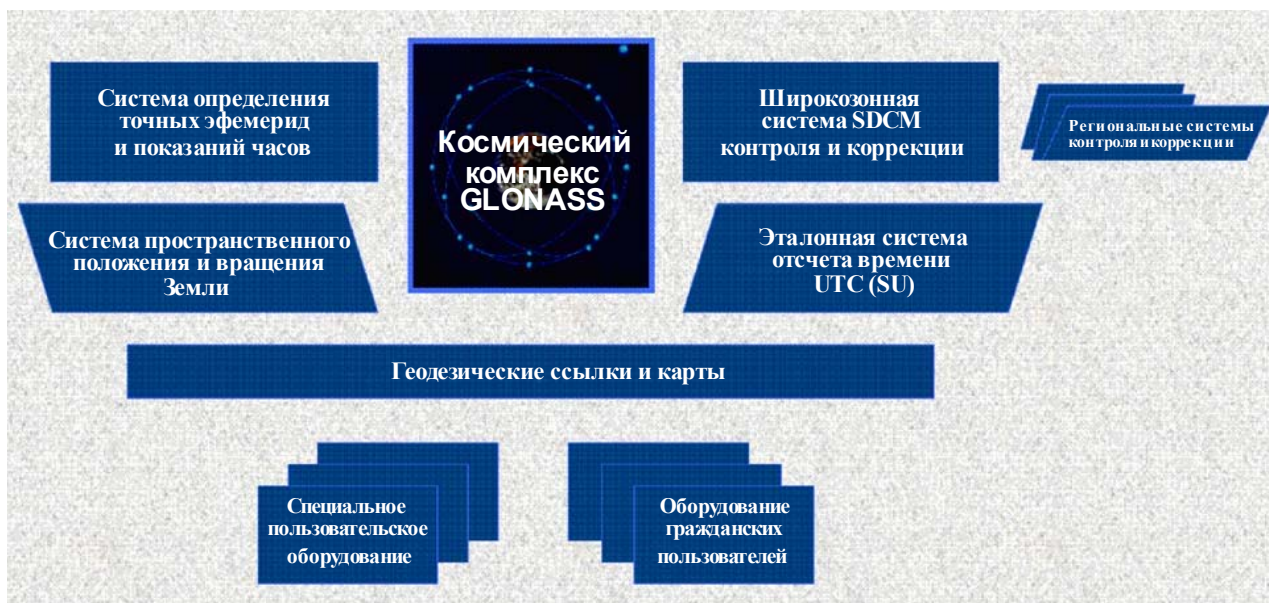 Система определения
точных эфемерид
и показаний часов
Космический
комплекс
GLONASS
Широкозонная
система SDCM
контроля и коррекции
Региональные системы
контроля и коррекции
Система пространственного
положения и вращения
Земли
Эталонная система
отсчета времени
UTC (SU)
Геодезические ссылки и карты
Специальное
пользовательское
оборудование
Оборудование
гражданских
пользователей